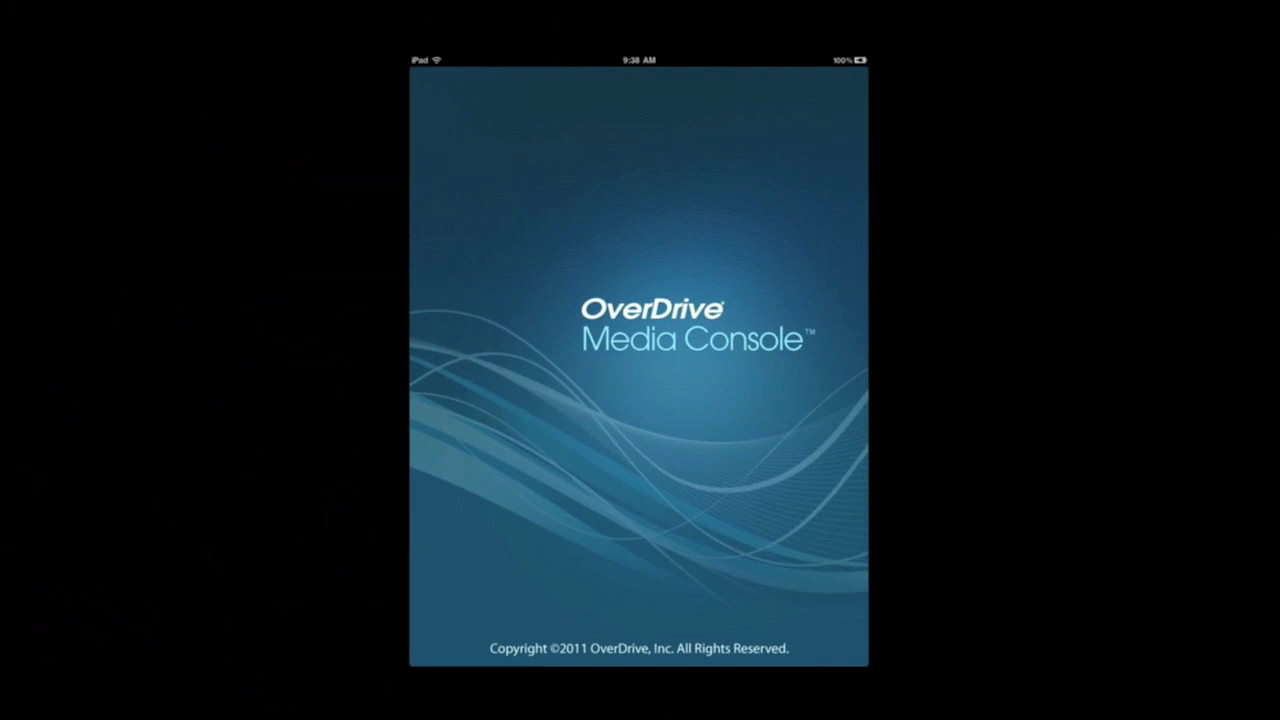 iPad 9:38 AM 100%
OverDrive®
Media Console™
Copyright ©2011 OverDrive, Inc. All Rights Reserved.